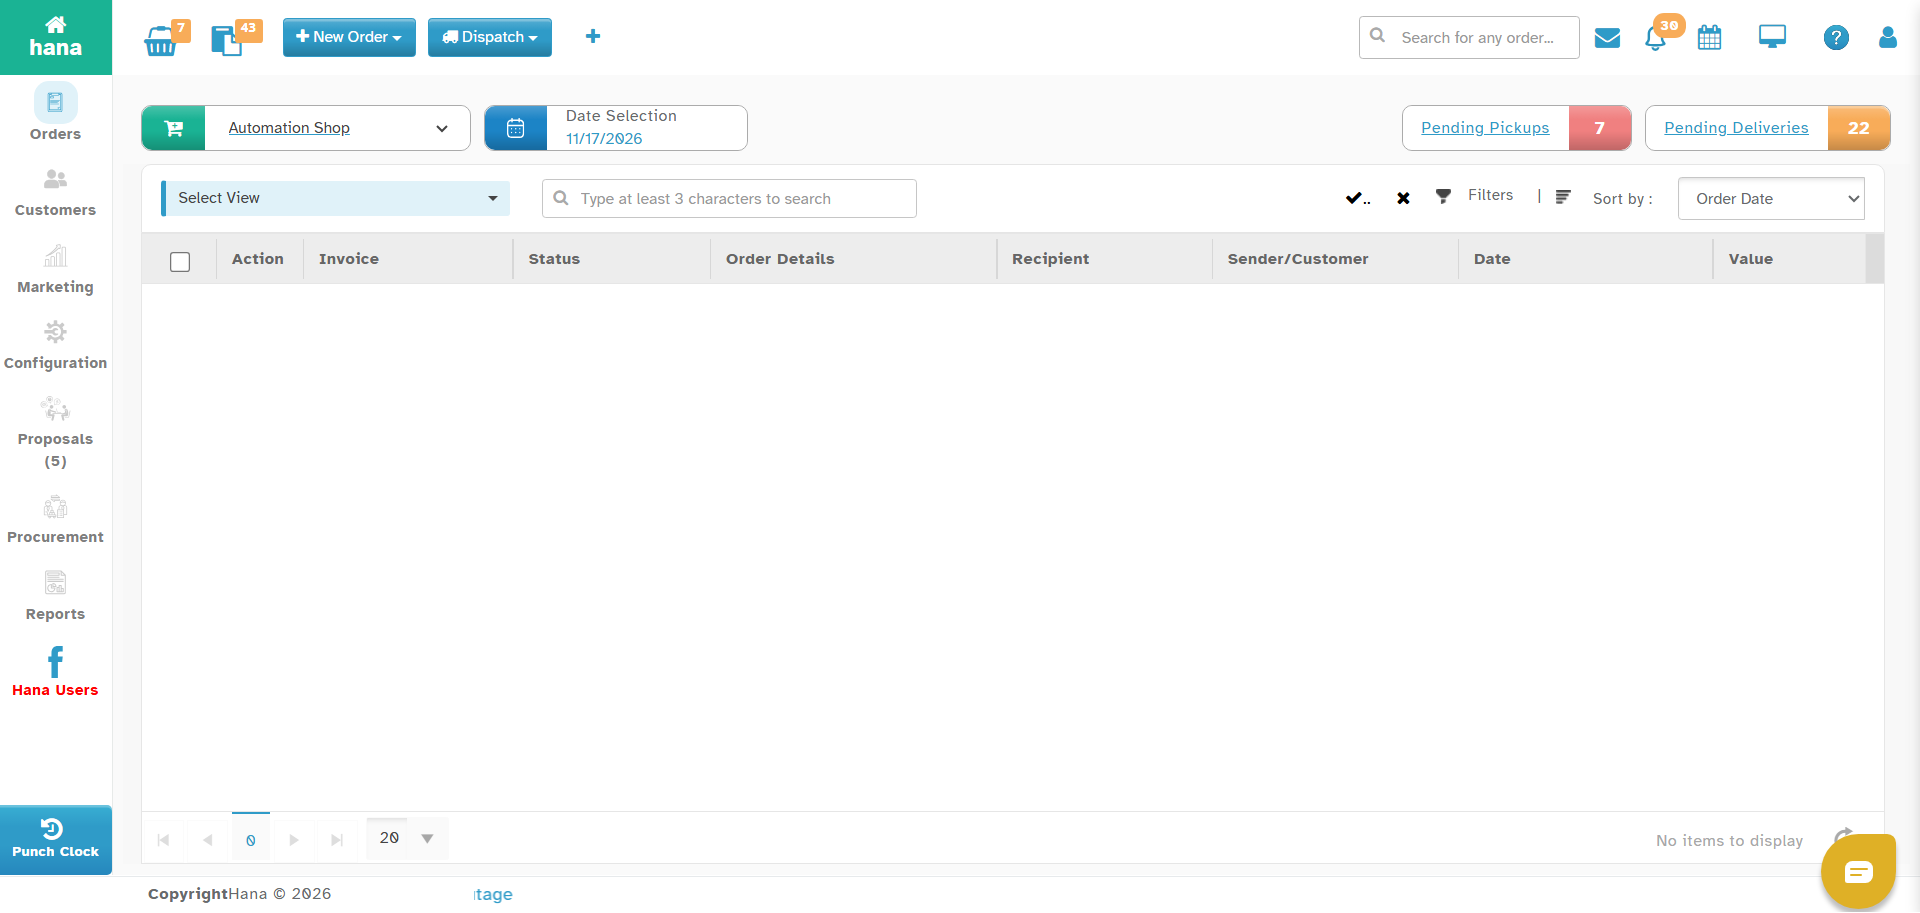 hana
7
43
New Order
Dispatch
Search for any order...
30
Orders
Customers
Marketing
Configuration
Proposals
(5)
Procurement
Reports
Hana Users
Punch Clock
Automation Shop
Date Selection
11/17/2026
Pending Pickups
7
Pending Deliveries
22
Select View
Type at least 3 characters to search
..
Filters
|
Sort by :
Order Date
Action
Invoice
Status
Order Details
Recipient
Sender/Customer
Date
Value
0
20
No items to display
CopyrightHana © 2026
tage